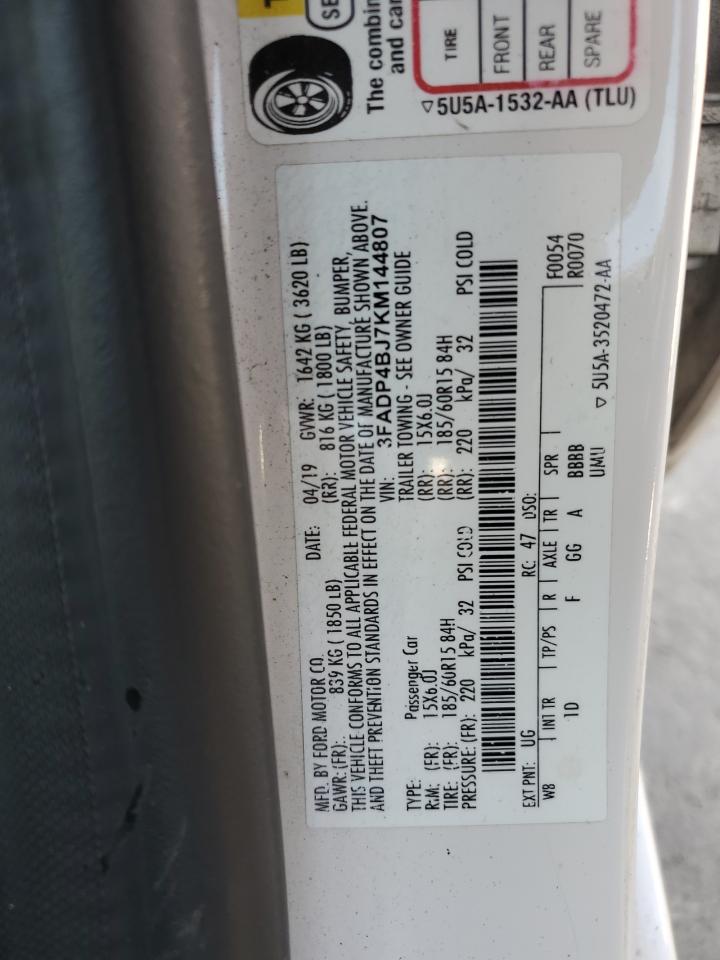 SE
The combin
and car
TIRE
FRONT
REAR
SPARE
5U5A-1532-AA (TLU)
MFD. BY FORD MOTOR CO.
DATE: 04/19 GVWR: 1642 KG ( 3620 LB)
GAWR: (FR): 839 KG ( 1850 LB) (RR): 816 KG ( 1800 LB)
THIS VEHICLE CONFORMS TO ALL APPLICABLE FEDERAL MOTOR VEHICLE SAFETY, BUMPER,
AND THEFT PREVENTION STANDARDS IN EFFECT ON THE DATE OF MANUFACTURE SHOWN ABOVE.
VIN: 3FADP4BJ7KM144807
TYPE: Passenger Car TRAILER TOWING - SEE OWNER GUIDE
RIM: (FR): 15X6.0J (RR): 15X6.0J
TIRE: (FR): 185/60R15 84H (RR): 185/60R15 84H
PRESSURE: (FR): 220 kPa/ 32 PSI COLD (RR): 220 kPa/ 32 PSI COLD
EXT PNT: UG RC: 47 DSO: F0054
WB INT TR TP/PS R AXLE TR SPR R0070
1D F GG A BBBB
UMU
5U5A-3520472-AA